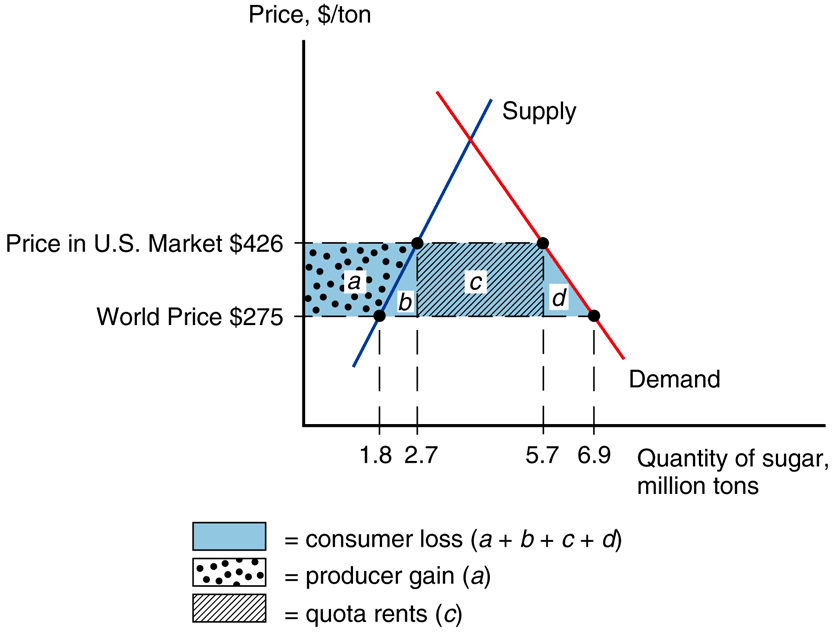 Price, $/ton
Supply
Price in U.S. Market $426
a
c
b
d
World Price $275
Demand
1.8 2.7 5.7 6.9
Quantity of sugar,
million tons
= consumer loss (a + b + c + d)
= producer gain (a)
= quota rents (c)